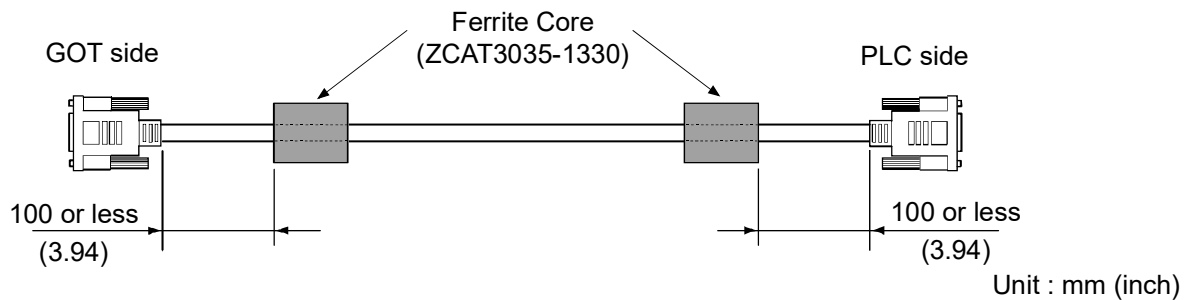 Ferrite Core
(ZCAT3035-1330)
GOT side
PLC side
100 or less
(3.94)
100 or less
(3.94)
Unit : mm (inch)